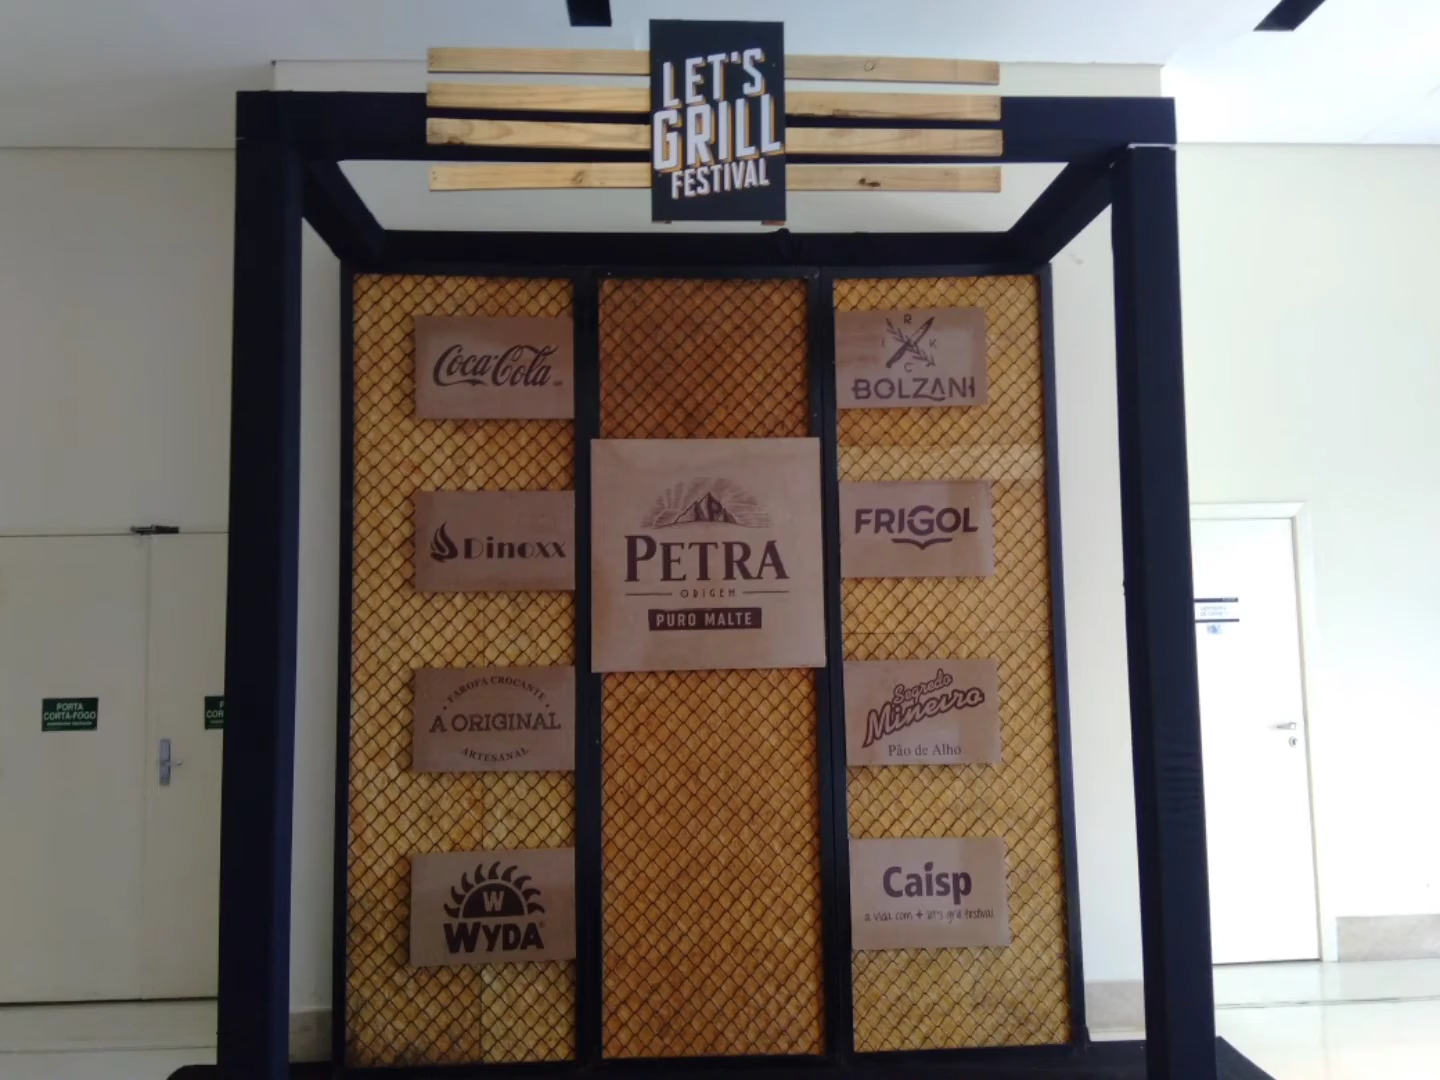 LET'S
GRILL
FESTIVAL
Coca-Cola
R
I K
C
BOLZANI
Dinoxx
PETRA
ORIGEM
PURO MALTE
FRIGOL
FAROFA CROCANTE
A ORIGINAL
ARTESANAL
Segredo
Mineiro
Pão de Alho
W
WYDA
Caisp
a vida com + let's grill festival
PORTA
CORTA-FOGO